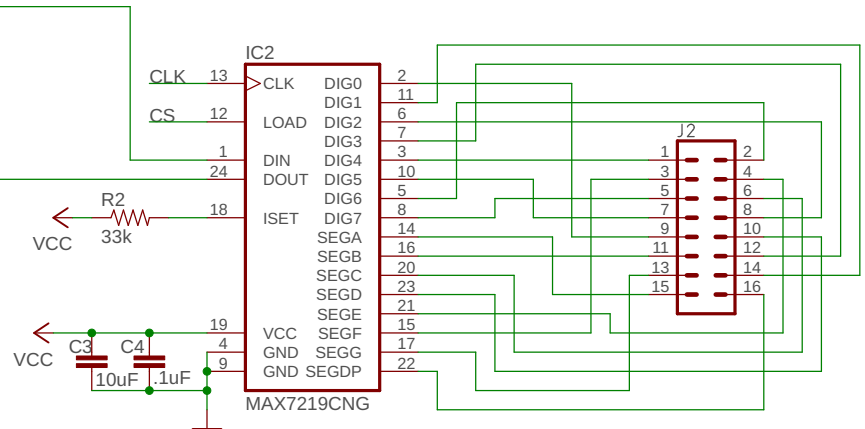 IC2
CLK 13 CLK DIG0 2
DIG1 11
CS 12 LOAD DIG2 6
DIG3 7
J2
1 DIN DIG4 3 1 2
24 DOUT DIG5 10 3 4
R2 DIG6 5 5 6
18 ISET DIG7 8 7 8
VCC 33k SEGA 14 9 10
SEGB 16 11 12
SEGC 20 13 14
SEGD 23 15 16
SEGE 21
19 VCC SEGF 15
VCC C3 C4 4 GND SEGG 17
10uF .1uF 9 GND SEGDP 22
MAX7219CNG